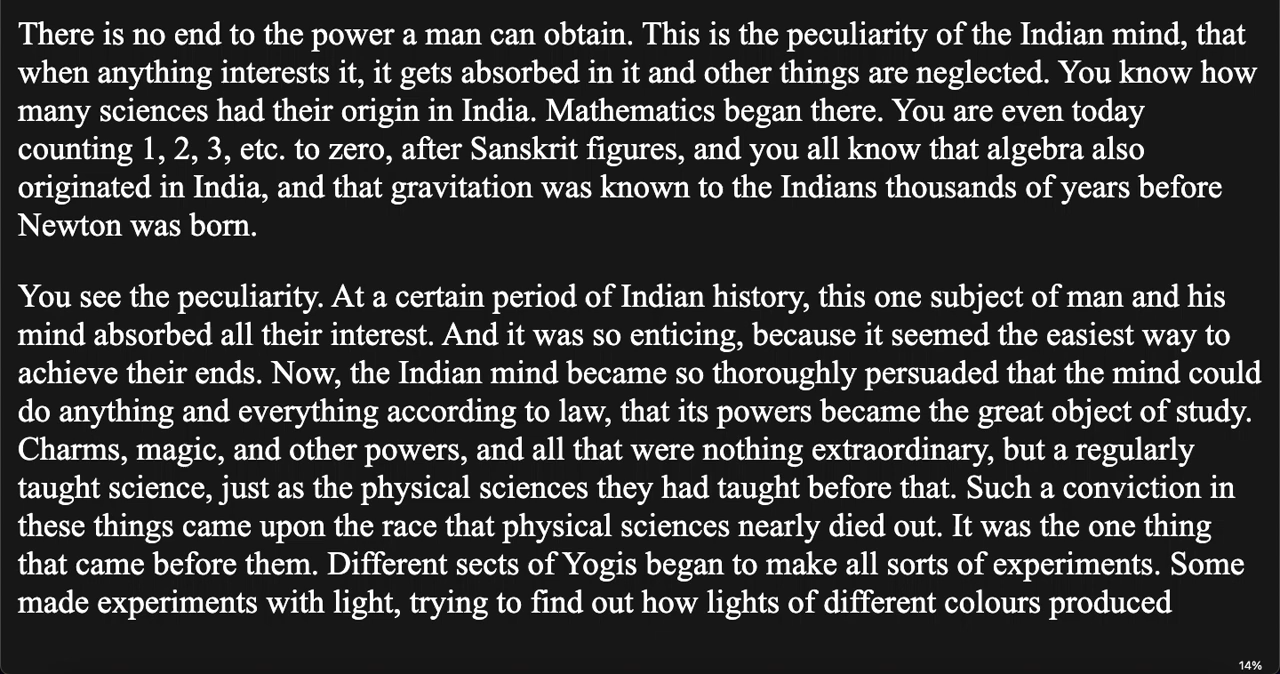 There is no end to the power a man can obtain. This is the peculiarity of the Indian mind, that
when anything interests it, it gets absorbed in it and other things are neglected. You know how
many sciences had their origin in India. Mathematics began there. You are even today
counting 1, 2, 3, etc. to zero, after Sanskrit figures, and you all know that algebra also
originated in India, and that gravitation was known to the Indians thousands of years before
Newton was born.
You see the peculiarity. At a certain period of Indian history, this one subject of man and his
mind absorbed all their interest. And it was so enticing, because it seemed the easiest way to
achieve their ends. Now, the Indian mind became so thoroughly persuaded that the mind could
do anything and everything according to law, that its powers became the great object of study.
Charms, magic, and other powers, and all that were nothing extraordinary, but a regularly
taught science, just as the physical sciences they had taught before that. Such a conviction in
these things came upon the race that physical sciences nearly died out. It was the one thing
that came before them. Different sects of Yogis began to make all sorts of experiments. Some
made experiments with light, trying to find out how lights of different colours produced
14%